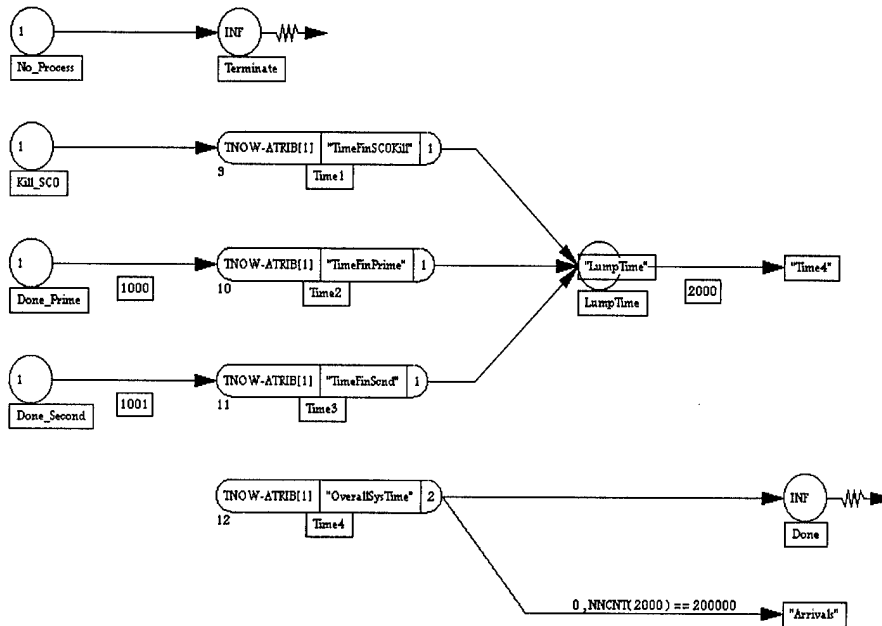 1
INF
No_Process
Terminate
1
TNOW-ATRIB[1] "TimeFinSC0Kill" 1
Kill_SC0
9
Time1
1
TNOW-ATRIB[1] "TimeFinPrime" 1
"LumpTime"
"Time4"
Done_Prime
1000
10
Time2
LumpTime
2000
1
TNOW-ATRIB[1] "TimeFinScnd" 1
Done_Second
1001
11
Time3
TNOW-ATRIB[1] "OverallSysTime" 2
INF
12
Time4
Done
0 ,NNCNT(2000) == 200000
"Arrivals"